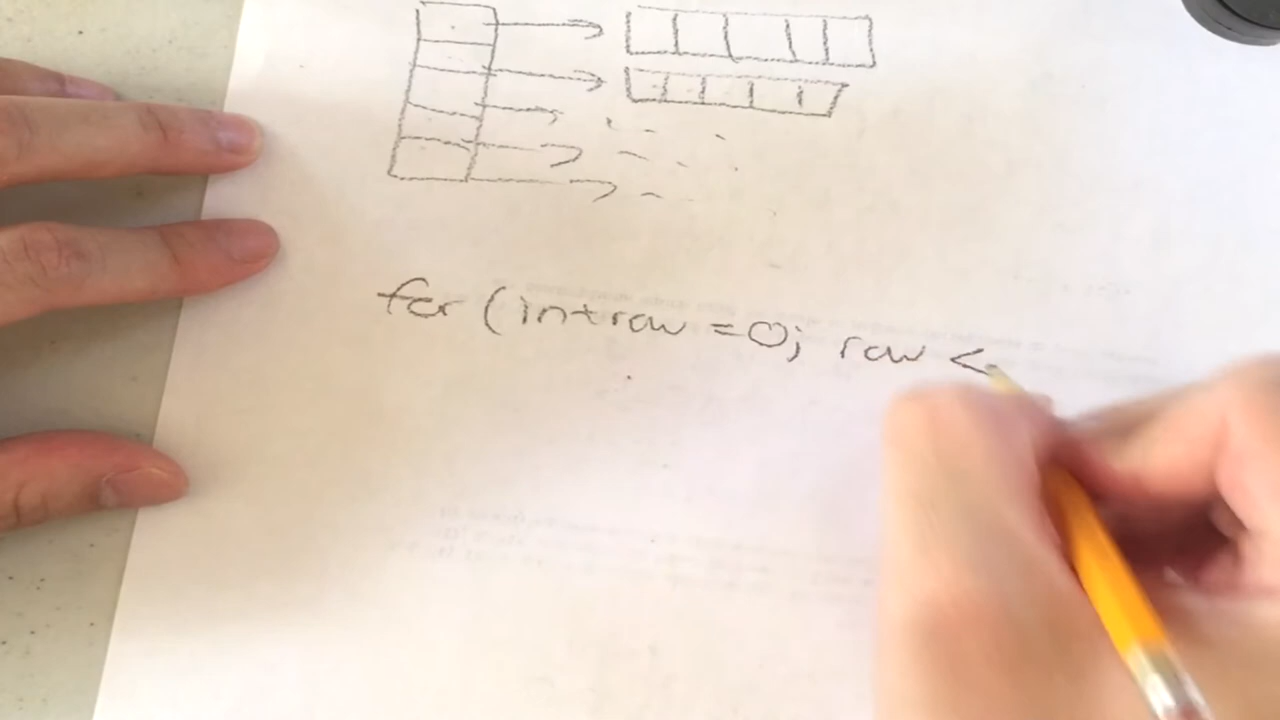 for (int row = 0; row <